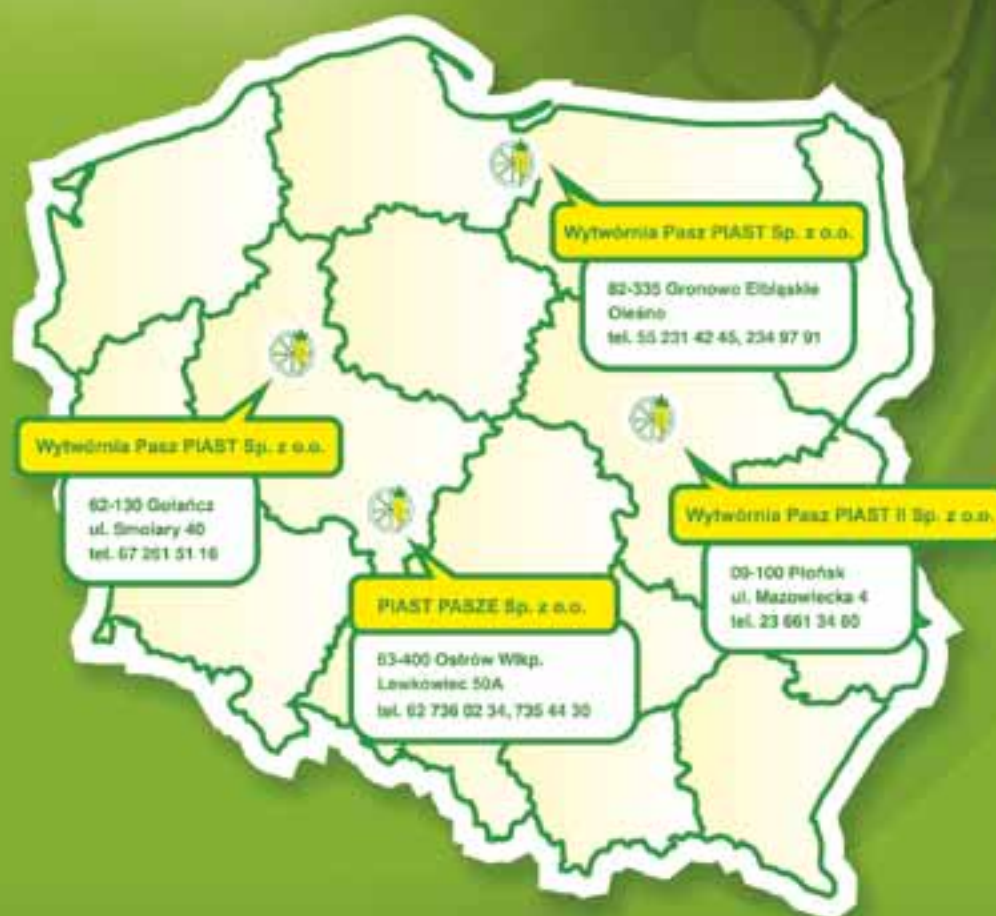 Wytwórnia Pasz PIAST Sp. z o.o.
82-335 Gronowo Elbląskie
Oleśno
tel. 55 231 42 45, 234 97 91
Wytwórnia Pasz PIAST Sp. z o.o.
62-130 Gołańcz
ul. Smolary 40
tel. 67 261 51 16
Wytwórnia Pasz PIAST II Sp. z o.o.
09-100 Płońsk
ul. Mazowiecka 4
tel. 23 661 34 60
PIAST PASZE Sp. z o.o.
63-400 Ostrów Wlkp.
Lewkowiec 50A
tel. 62 736 02 34, 735 44 30